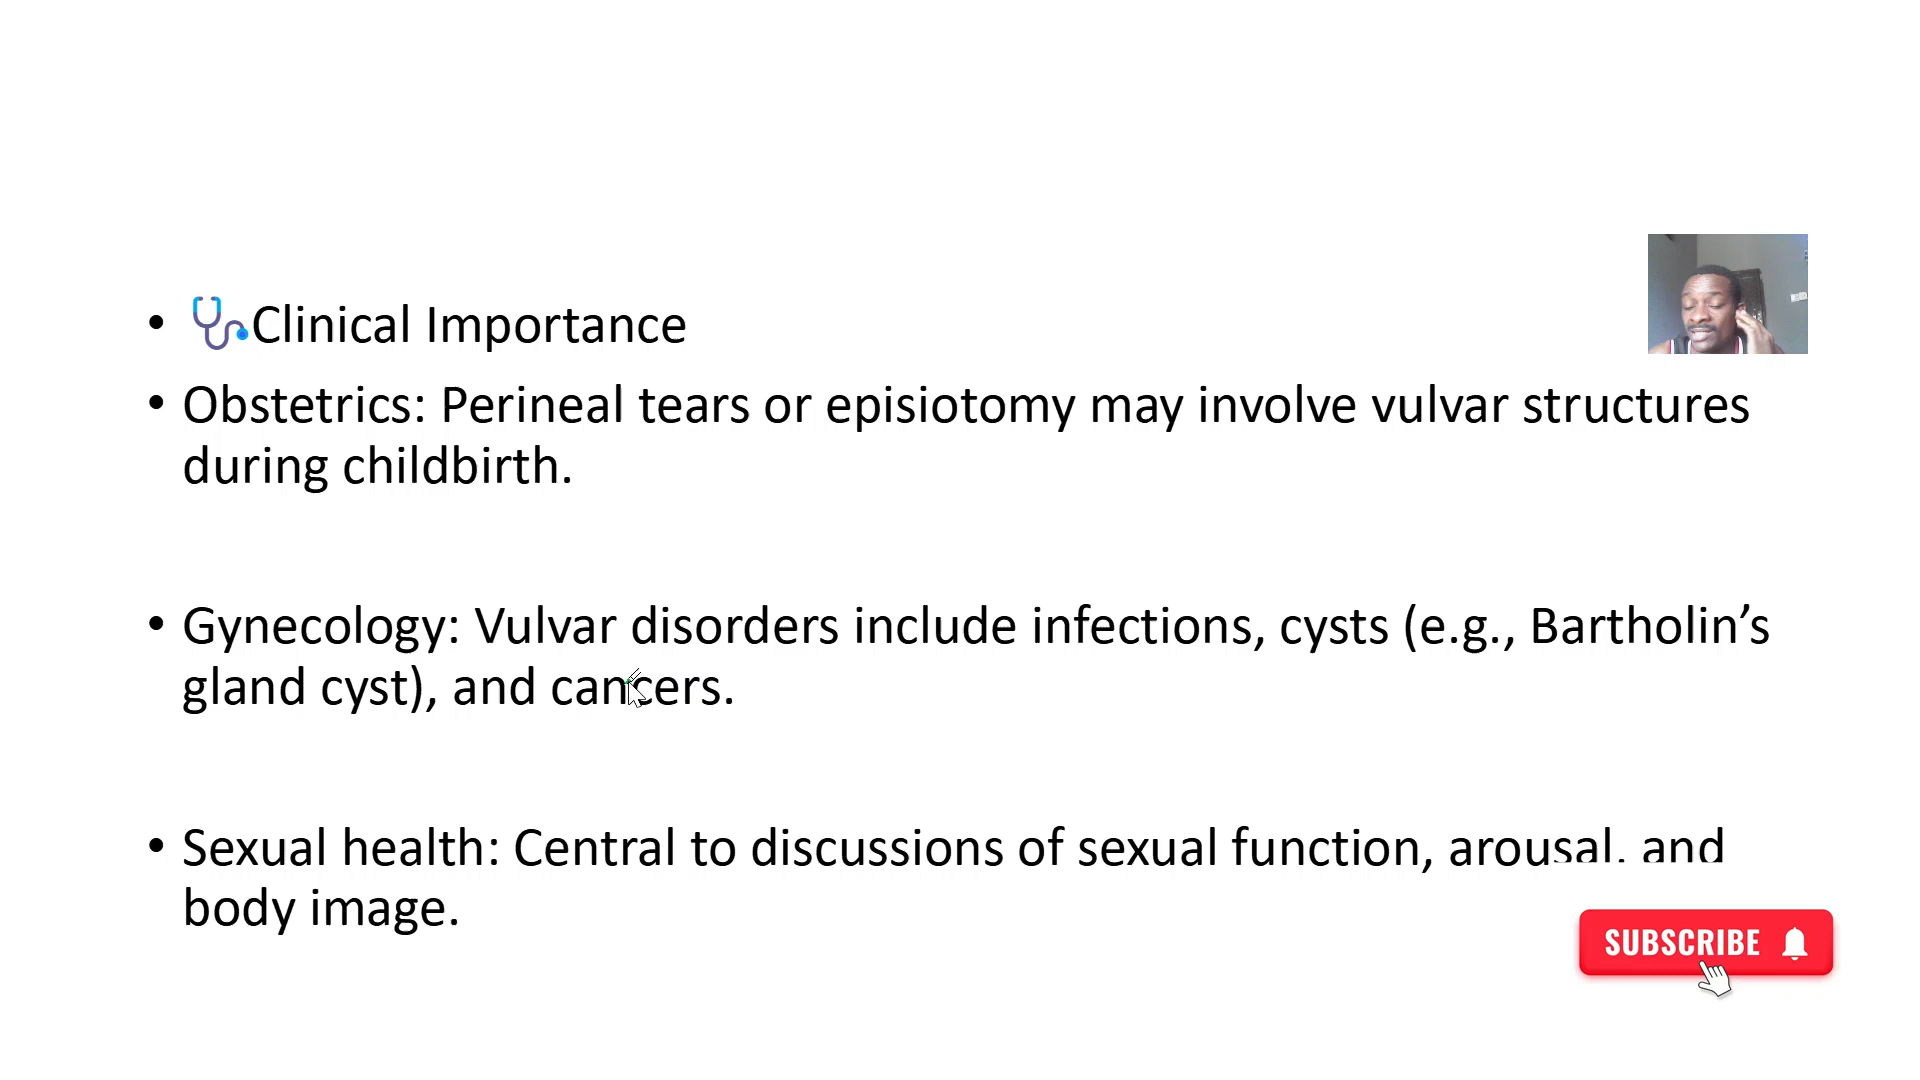 • 🩺Clinical Importance
• Obstetrics: Perineal tears or episiotomy may involve vulvar structures
during childbirth.
• Gynecology: Vulvar disorders include infections, cysts (e.g., Bartholin’s
gland cyst), and cancers.
• Sexual health: Central to discussions of sexual function, arousal, and
body image.
SUBSCRIBE